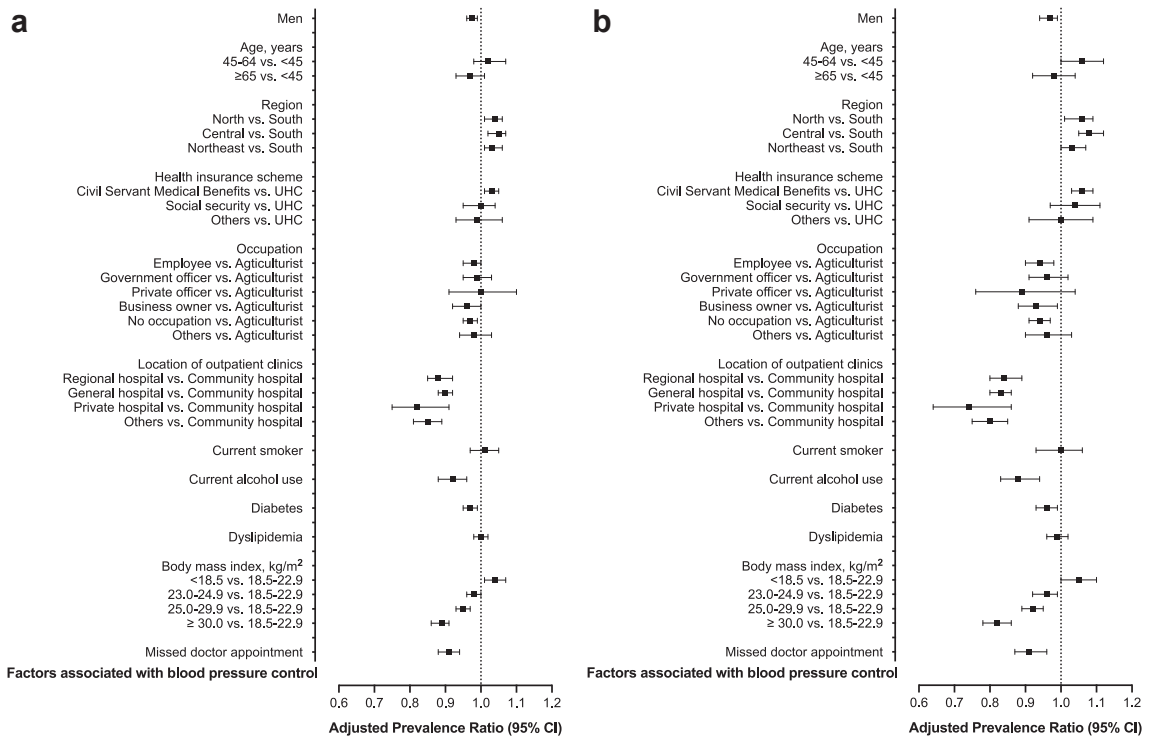 a
Men
Age, years
45-64 vs. <45
≥65 vs. <45
Region
North vs. South
Central vs. South
Northeast vs. South
Health insurance scheme
Civil Servant Medical Benefits vs. UHC
Social security vs. UHC
Others vs. UHC
Occupation
Employee vs. Agticulturist
Government officer vs. Agticulturist
Private officer vs. Agticulturist
Business owner vs. Agticulturist
No occupation vs. Agticulturist
Others vs. Agticulturist
Location of outpatient clinics
Regional hospital vs. Community hospital
General hospital vs. Community hospital
Private hospital vs. Community hospital
Others vs. Community hospital
Current smoker
Current alcohol use
Diabetes
Dyslipidemia
Body mass index, kg/m²
<18.5 vs. 18.5-22.9
23.0-24.9 vs. 18.5-22.9
25.0-29.9 vs. 18.5-22.9
≥ 30.0 vs. 18.5-22.9
Missed doctor appointment
Factors associated with blood pressure control
0.6 0.7 0.8 0.9 1.0 1.1 1.2
Adjusted Prevalence Ratio (95% CI)
b
Men
Age, years
45-64 vs. <45
≥65 vs. <45
Region
North vs. South
Central vs. South
Northeast vs. South
Health insurance scheme
Civil Servant Medical Benefits vs. UHC
Social security vs. UHC
Others vs. UHC
Occupation
Employee vs. Agticulturist
Government officer vs. Agticulturist
Private officer vs. Agticulturist
Business owner vs. Agticulturist
No occupation vs. Agticulturist
Others vs. Agticulturist
Location of outpatient clinics
Regional hospital vs. Community hospital
General hospital vs. Community hospital
Private hospital vs. Community hospital
Others vs. Community hospital
Current smoker
Current alcohol use
Diabetes
Dyslipidemia
Body mass index, kg/m²
<18.5 vs. 18.5-22.9
23.0-24.9 vs. 18.5-22.9
25.0-29.9 vs. 18.5-22.9
≥ 30.0 vs. 18.5-22.9
Missed doctor appointment
Factors associated with blood pressure control
0.6 0.7 0.8 0.9 1.0 1.1 1.2
Adjusted Prevalence Ratio (95% CI)